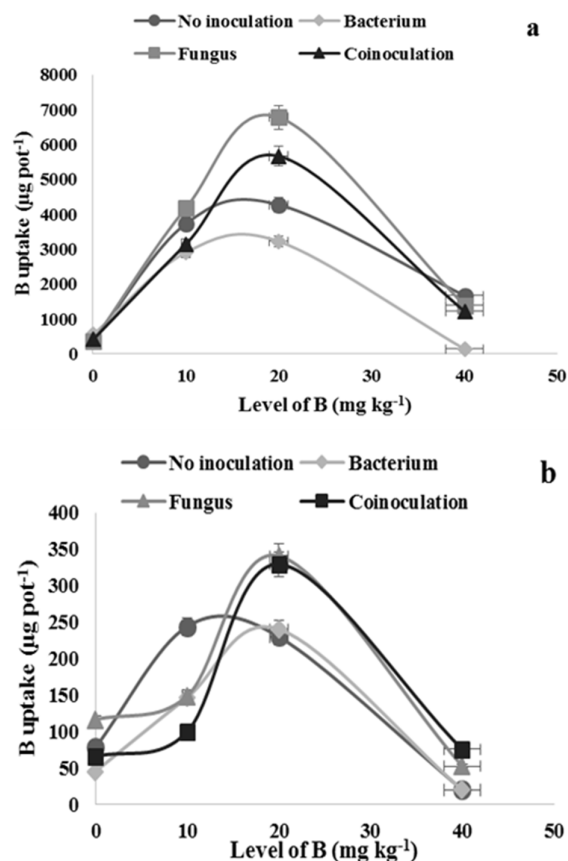 No inoculation Bacterium
a
Fungus Coinoculation
8000
7000
6000
5000
4000
3000
2000
1000
0
B uptake (µg pot-1)
0 10 20 30 40 50
Level of B (mg kg-1)
No inoculation Bacterium
b
Fungus Coinoculation
400
350
300
250
200
150
100
50
0
B uptake (µg pot-1)
0 10 20 30 40 50
Level of B (mg kg-1)